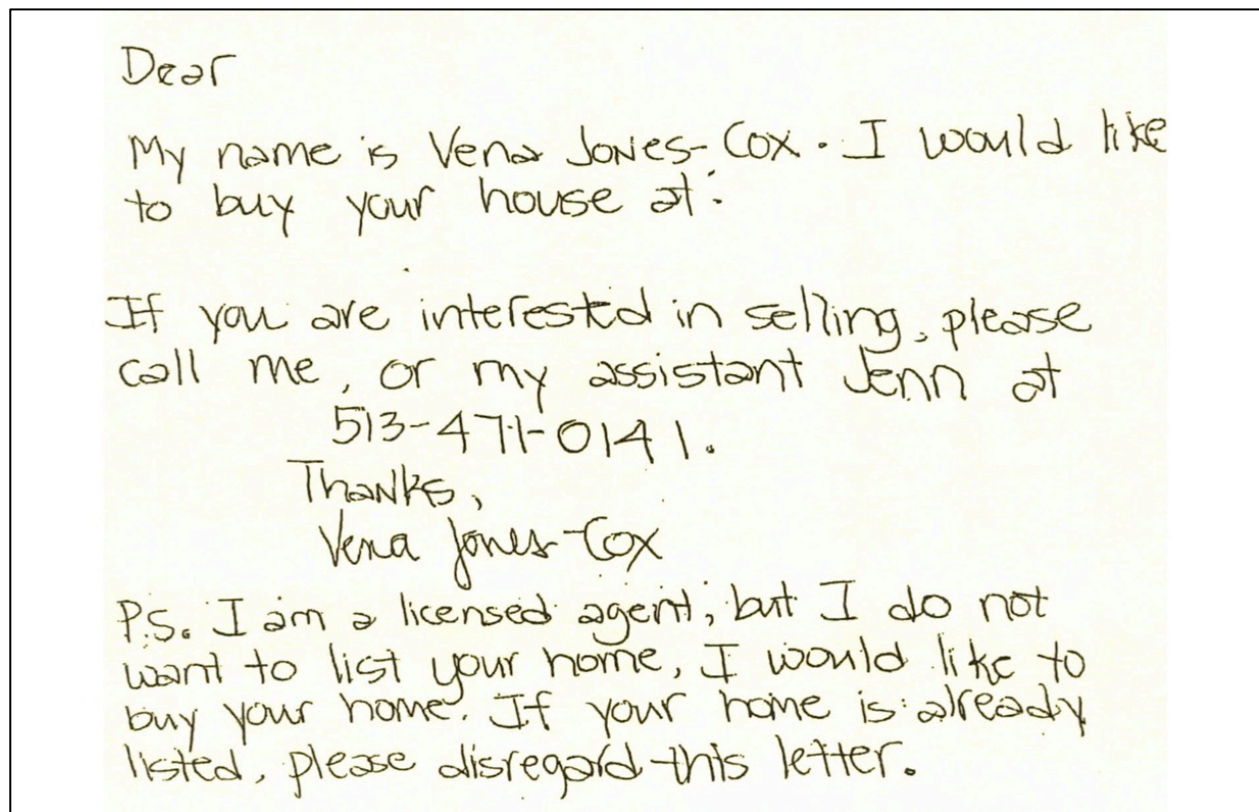 Dear
My name is Vena Jones-Cox. I would like
to buy your house at:
If you are interested in selling, please
call me, or my assistant Jenn at
513-471-0141.
Thanks,
Vena Jones-Cox
P.S. I am a licensed agent, but I do not
want to list your home, I would like to
buy your home. If your home is already
listed, please disregard this letter.